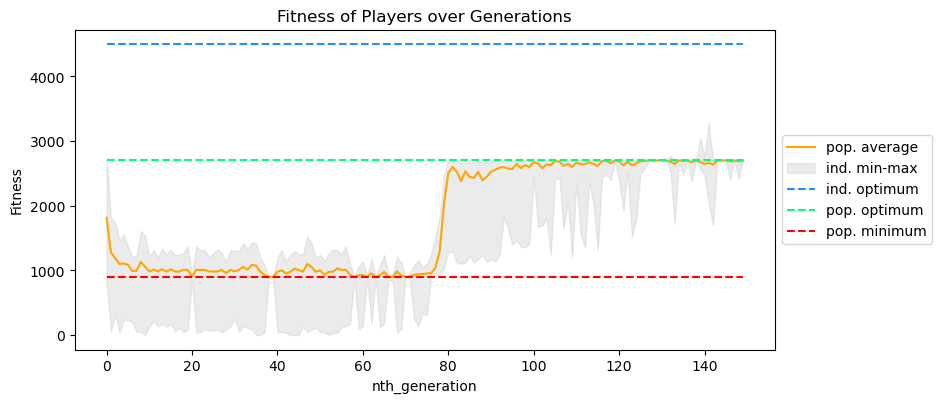 Fitness of Players over Generations
Fitness
4000
3000
2000
1000
0
0 20 40 60 80 100 120 140
nth_generation
pop. average
ind. min-max
ind. optimum
pop. optimum
pop. minimum